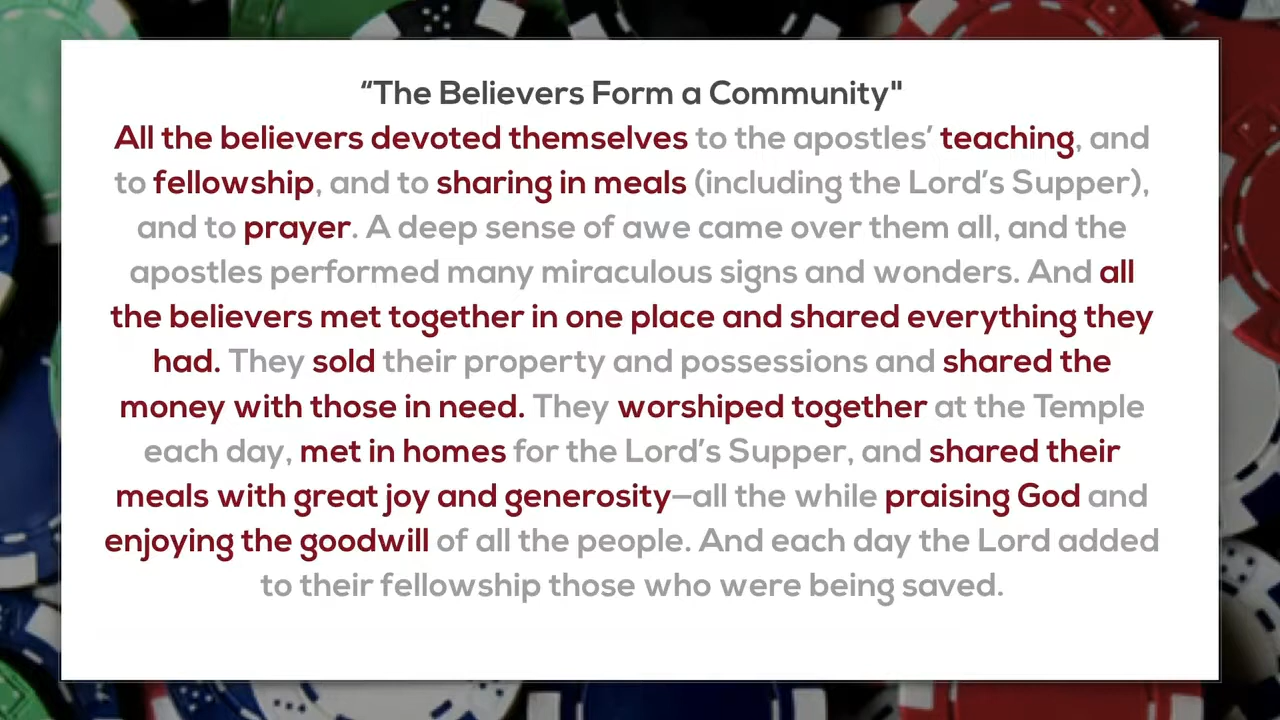 “The Believers Form a Community"
All the believers devoted themselves to the apostles’ teaching, and
to fellowship, and to sharing in meals (including the Lord’s Supper),
and to prayer. A deep sense of awe came over them all, and the
apostles performed many miraculous signs and wonders. And all
the believers met together in one place and shared everything they
had. They sold their property and possessions and shared the
money with those in need. They worshiped together at the Temple
each day, met in homes for the Lord’s Supper, and shared their
meals with great joy and generosity—all the while praising God and
enjoying the goodwill of all the people. And each day the Lord added
to their fellowship those who were being saved.